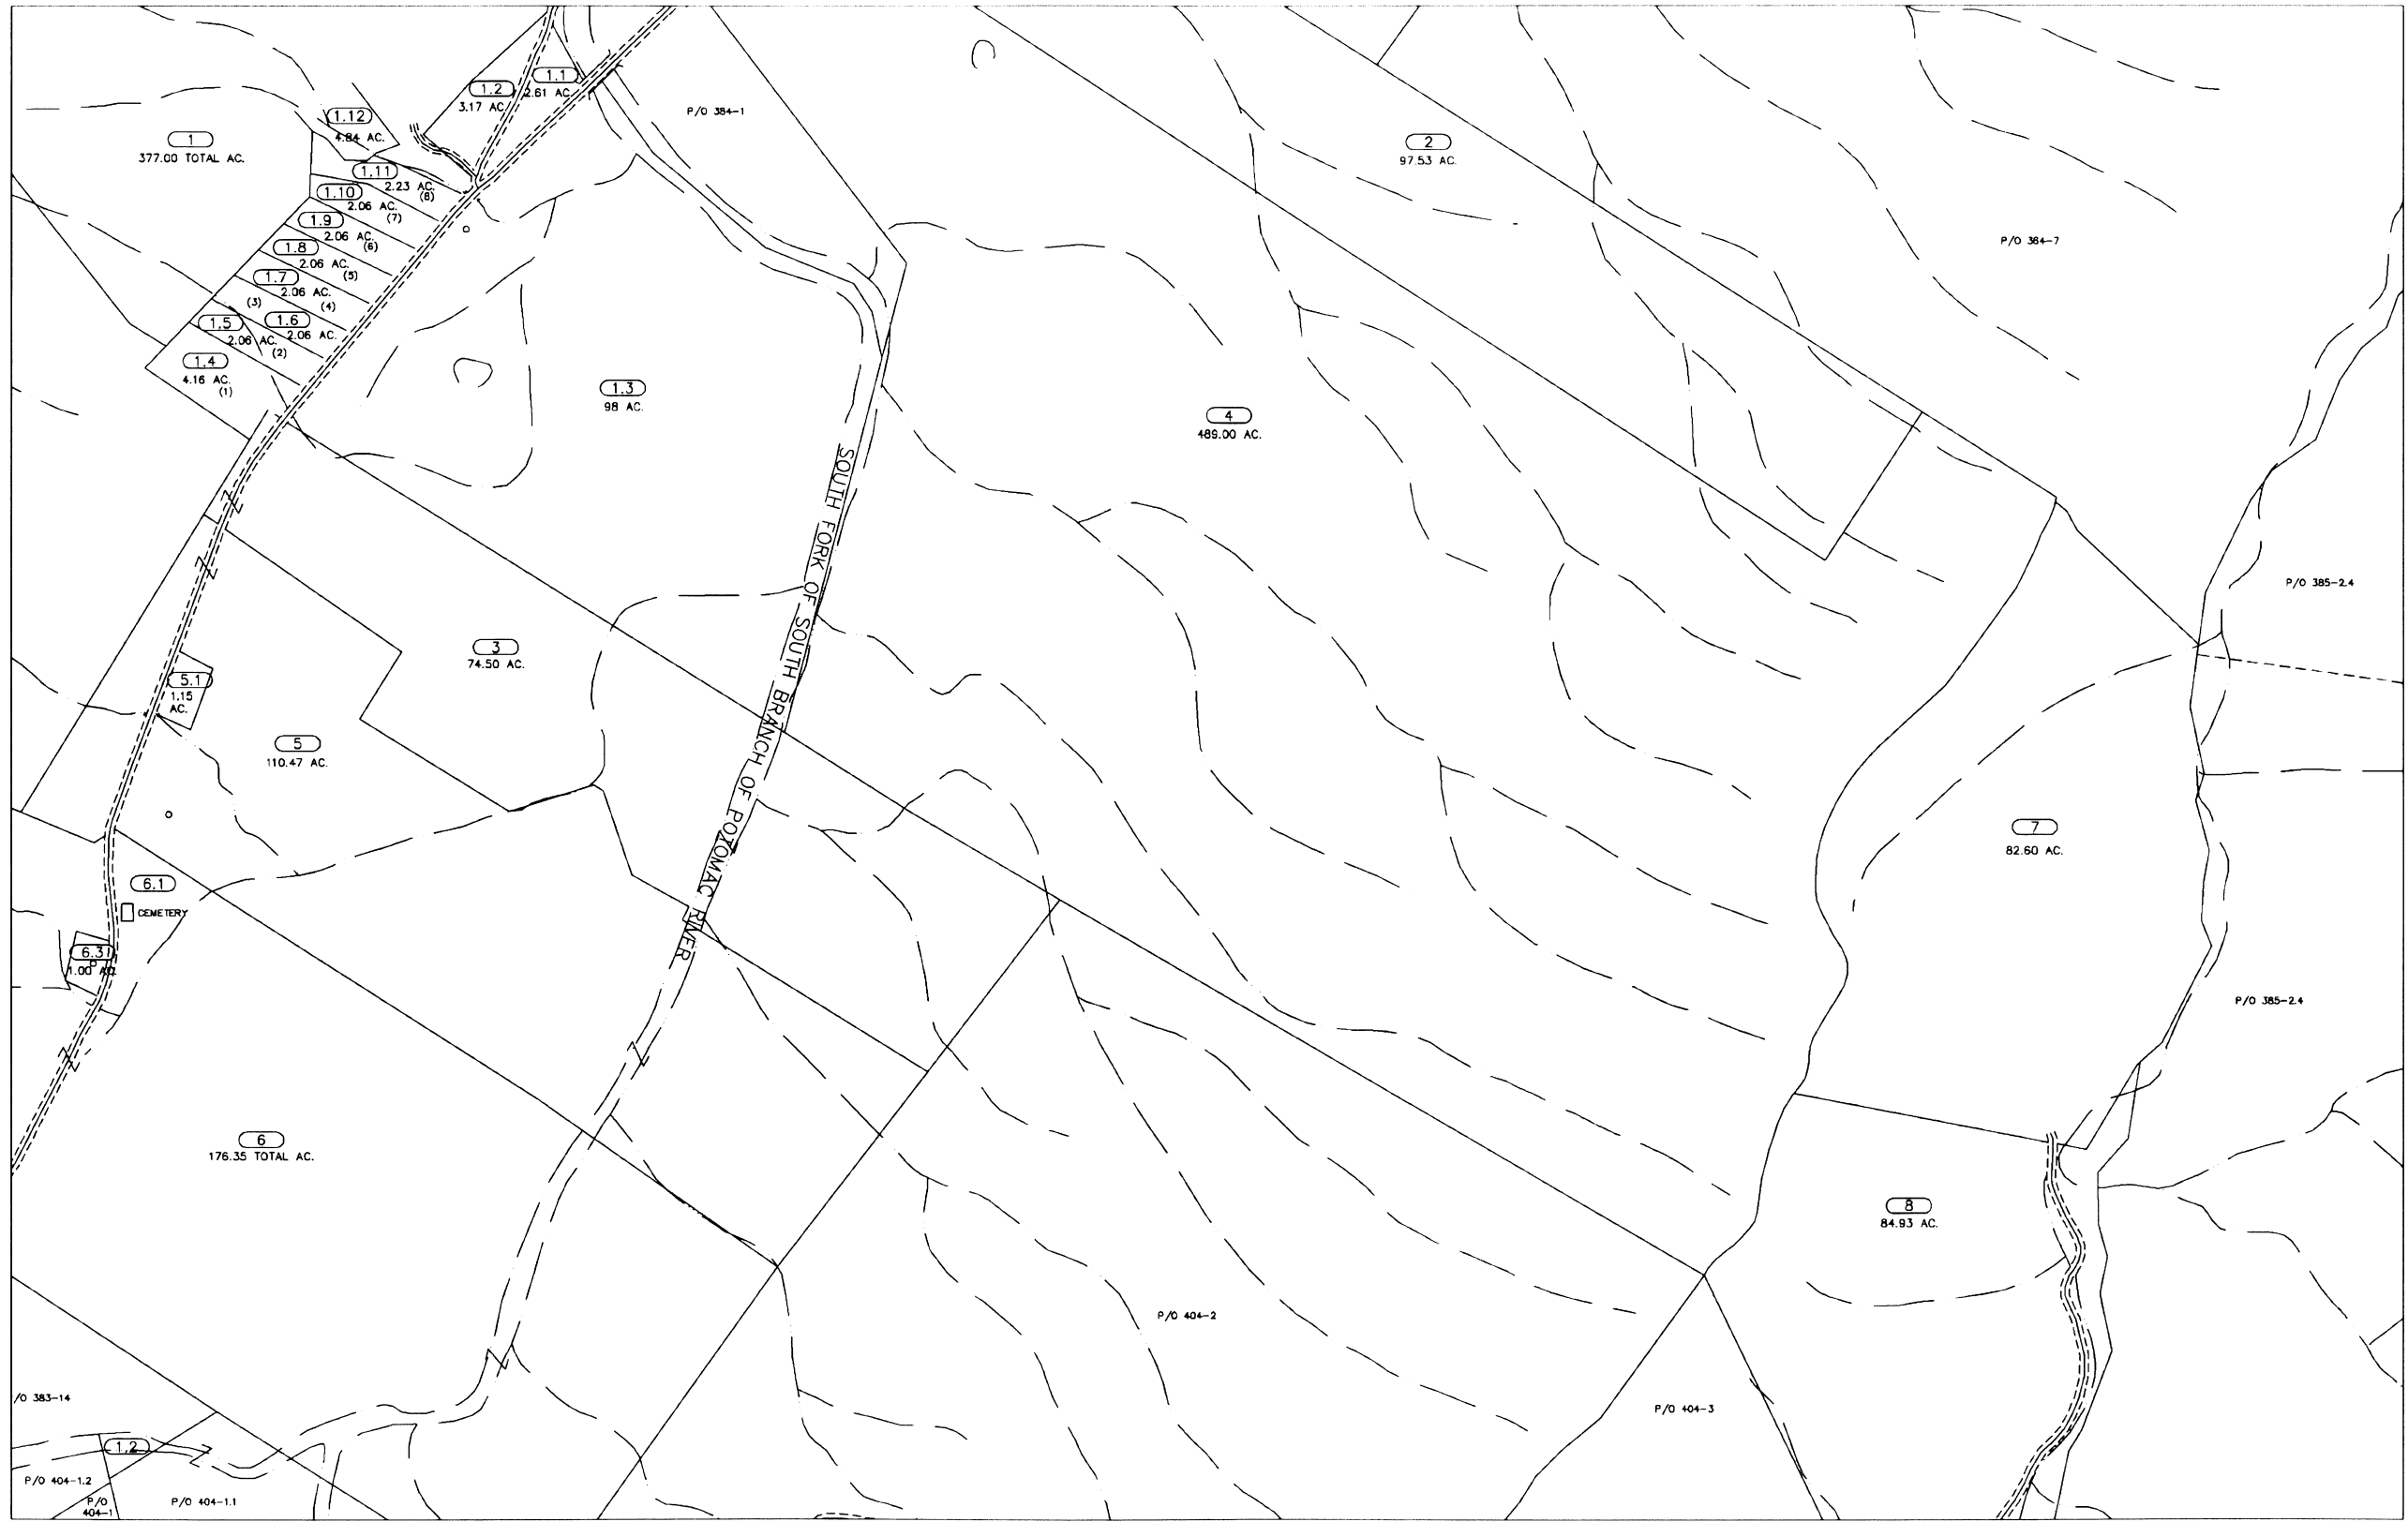 1.1
2.61 AC.
1.2
3.17 AC.
P/O 384-1
1.12
4.84 AC.
1
377.00 TOTAL AC.
2
97.53 AC.
1.11
2.23 AC.
(8)
1.10
2.06 AC.
(7)
1.9
2.06 AC.
(6)
P/O 384-7
1.8
2.06 AC.
(5)
1.7
2.06 AC.
(4)
(3)
1.6
2.06 AC.
1.5
2.06 AC.
(2)
1.4
4.16 AC.
(1)
1.3
98 AC.
4
489.00 AC.
SOUTH FORK OF SOUTH BRANCH OF POTOMAC RIVER
P/O 385-2.4
3
74.50 AC.
5.1
1.15
AC.
5
110.47 AC.
7
82.60 AC.
6.1
CEMETERY
6.3
1.00 AC.
P/O 385-2.4
6
176.35 TOTAL AC.
8
84.93 AC.
P/O 404-2
/O 383-14
P/O 404-3
1.2
P/O 404-1.2
P/O
404-1
P/O 404-1.1